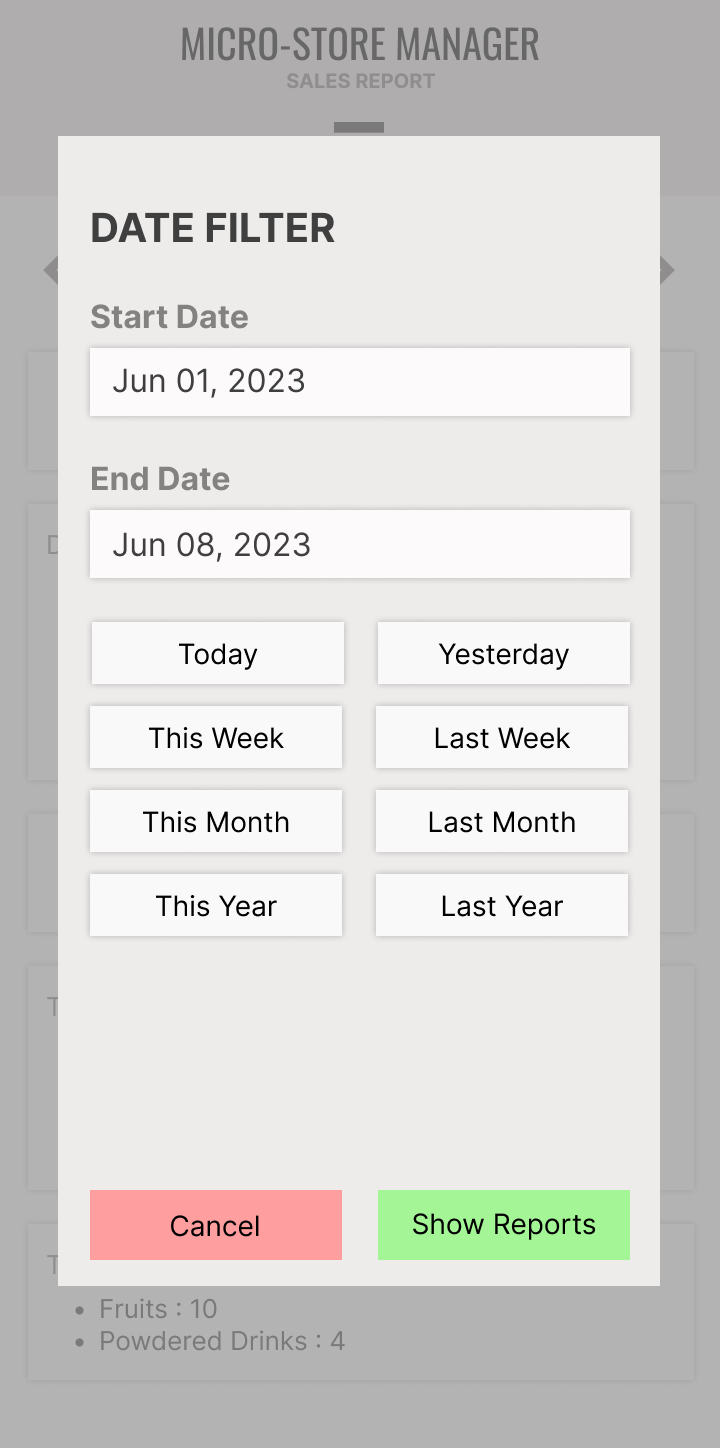 MICRO-STORE MANAGER
SALES REPORT
DATE FILTER
Start Date
Jun 01, 2023
End Date
Jun 08, 2023
Today
Yesterday
This Week
Last Week
This Month
Last Month
This Year
Last Year
Cancel
Show Reports
• Fruits : 10
• Powdered Drinks : 4